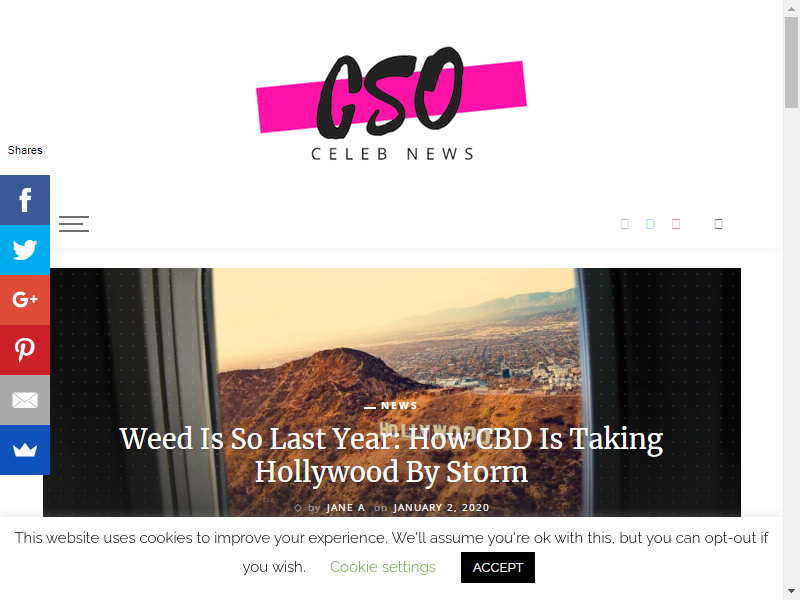 CSO
CELEB NEWS
Shares
G+
NEWS
HOLLYWOOD
Weed Is So Last Year: How CBD Is Taking
Hollywood By Storm
by JANE A on JANUARY 2, 2020
This website uses cookies to improve your experience. We'll assume you're ok with this, but you can opt-out if
you wish. Cookie settings ACCEPT